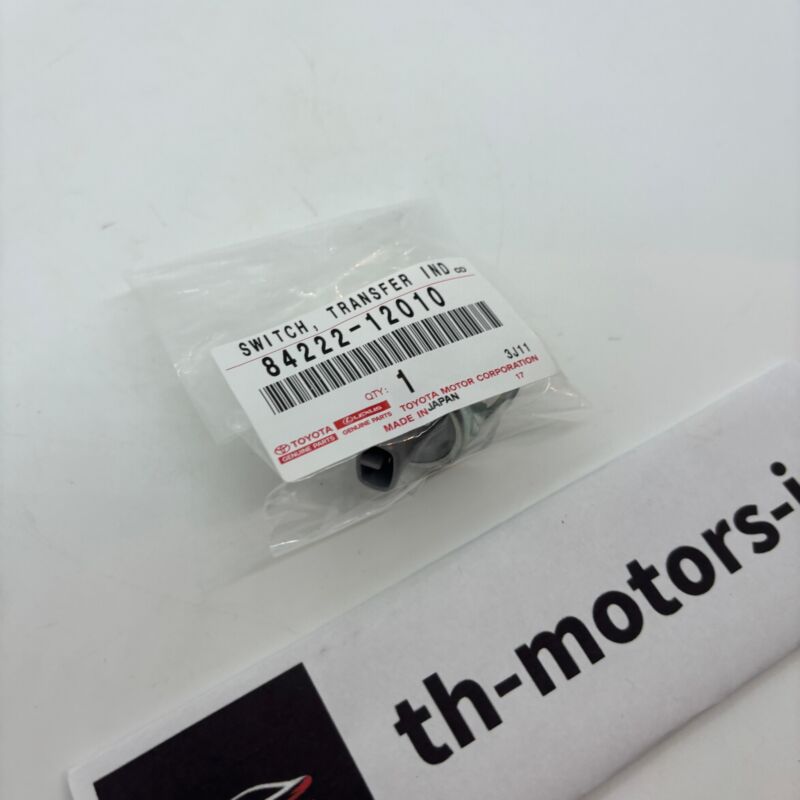 SWITCH, TRANSFER IND CD
84222-12010
QTY: 1 3J11
TOYOTA LEXUS TOYOTA MOTOR CORPORATION
GENUINE PARTS GENUINE PARTS MADE IN JAPAN 17
th-motors-i